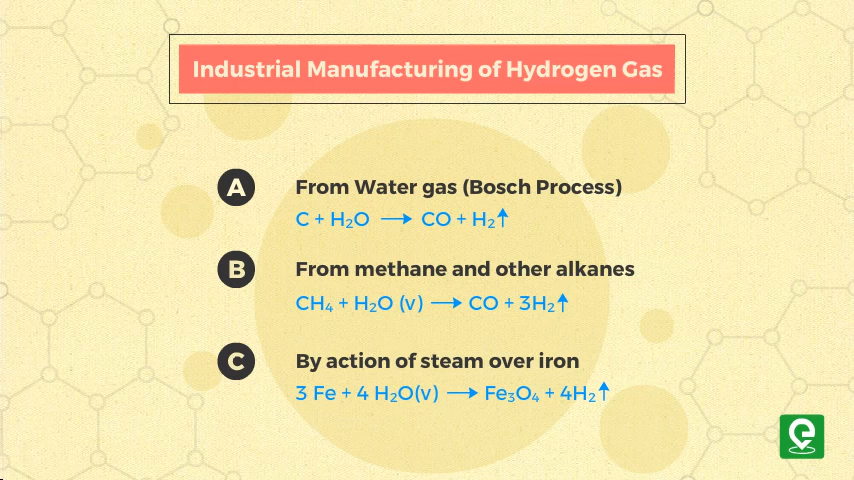 Industrial Manufacturing of Hydrogen Gas
A From Water gas (Bosch Process)
C + H₂O ⟶ CO + H₂↑
B From methane and other alkanes
CH₄ + H₂O (v) ⟶ CO + 3H₂↑
C By action of steam over iron
3 Fe + 4 H₂O(v) ⟶ Fe₃O₄ + 4H₂↑